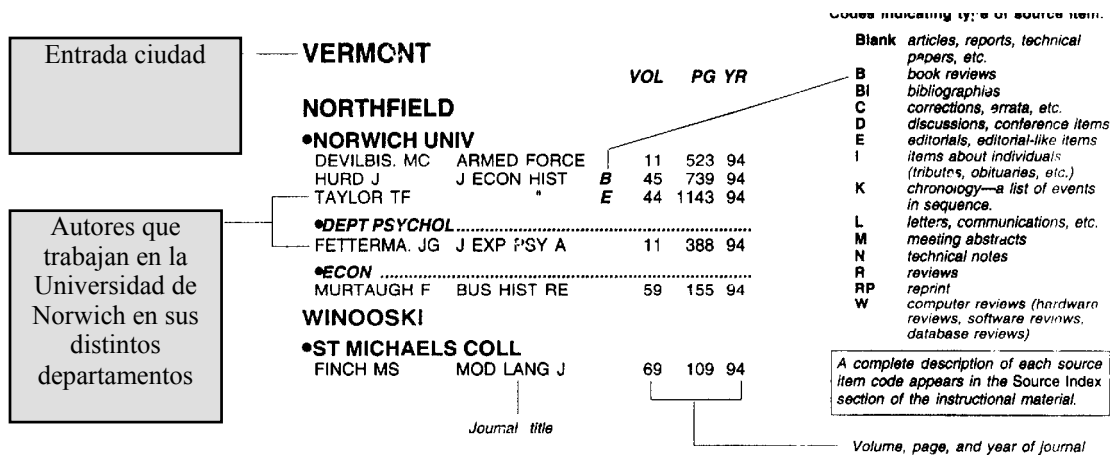 Codes indicating type of source item:
Entrada ciudad
VERMONT
VOL PG YR
NORTHFIELD
•NORWICH UNIV
DEVILBIS. MC ARMED FORCE 11 523 94
HURD J J ECON HIST B 45 739 94
TAYLOR TF " E 44 1143 94
•DEPT PSYCHOL
FETTERMA. JG J EXP PSY A 11 388 94
•ECON
MURTAUGH F BUS HIST RE 59 155 94
WINOOSKI
•ST MICHAELS COLL
FINCH MS MOD LANG J 69 109 94
Journal title
Autores que
trabajan en la
Universidad de
Norwich en sus
distintos
departamentos
Blank articles, reports, technical
papers, etc.
B book reviews
BI bibliographies
C corrections, errata, etc.
D discussions, conference items
E editorials, editorial-like items
I items about individuals
(tributes, obituaries, etc.)
K chronology—a list of events
in sequence.
L letters, communications, etc.
M meeting abstracts
N technical notes
R reviews
RP reprint
W computer reviews (hardware
reviews, software reviews,
database reviews)
A complete description of each source
item code appears in the Source Index
section of the instructional material.
Volume, page, and year of journal